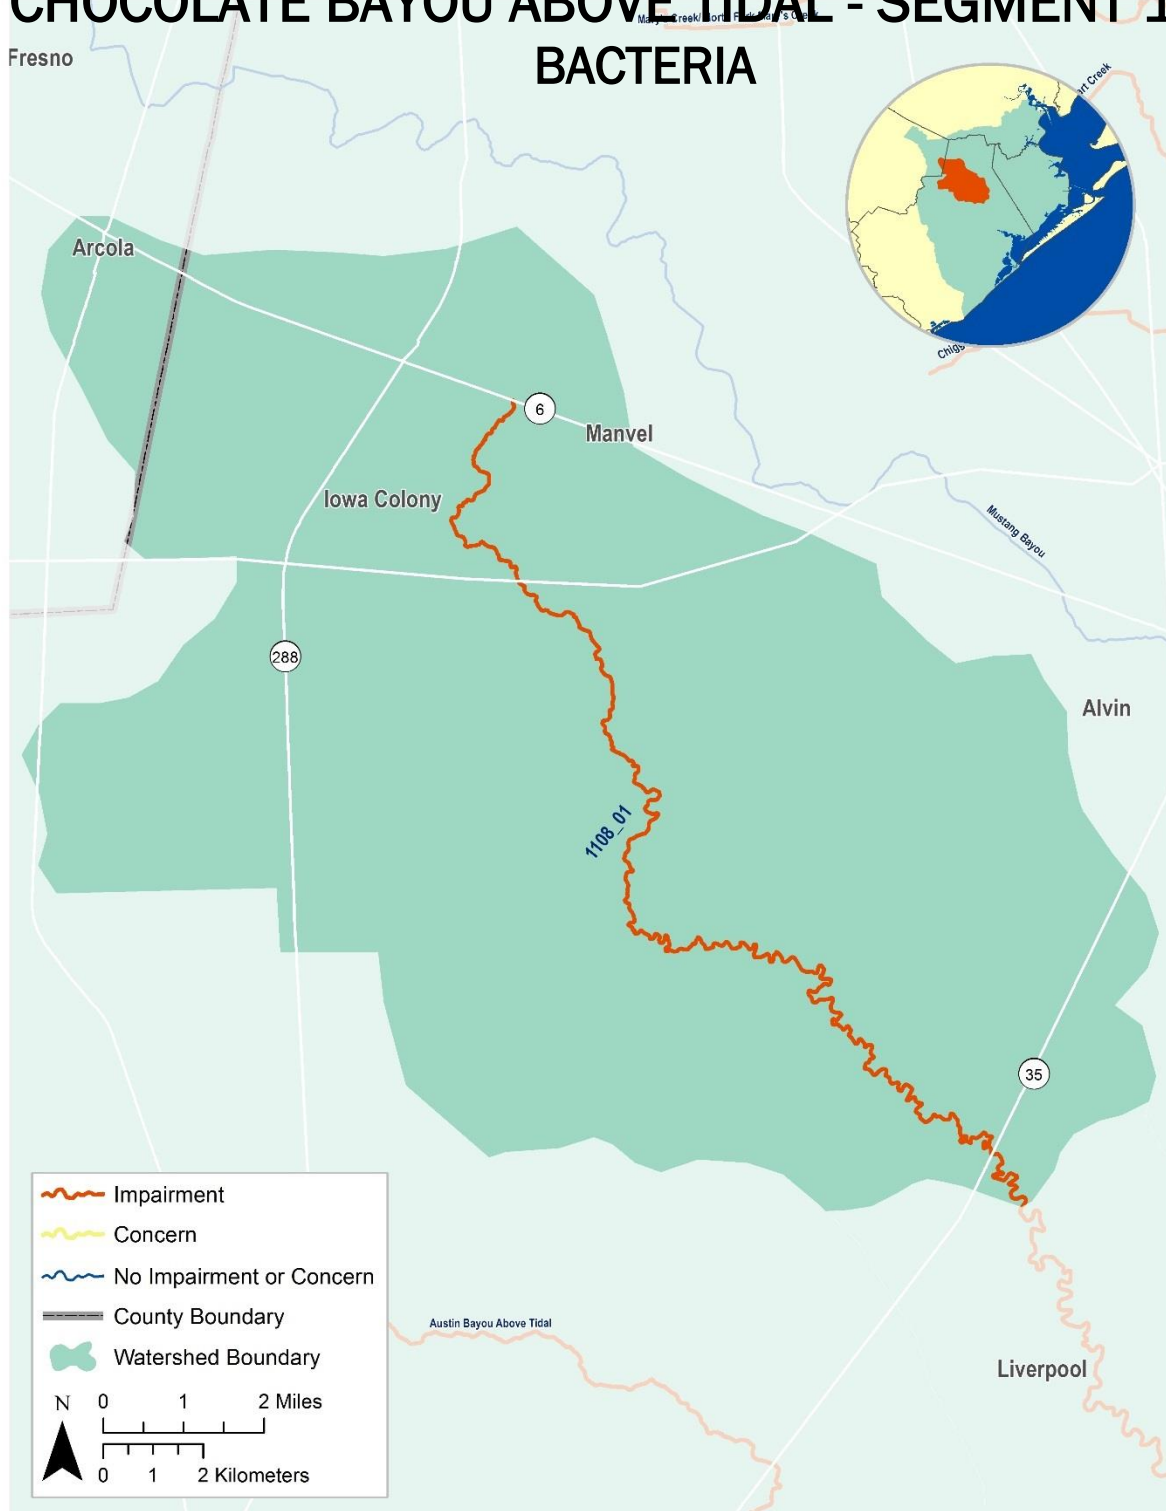 CHOCOLATE BAYOU ABOVE TIDAL - SEGMENT 1
BACTERIA
Fresno
Arcola
6
Manvel
Iowa Colony
Mustang Bayou
288
Alvin
1108_01
35
Impairment
Concern
No Impairment or Concern
County Boundary
Watershed Boundary
N 0 1 2 Miles
0 1 2 Kilometers
Austin Bayou Above Tidal
Liverpool